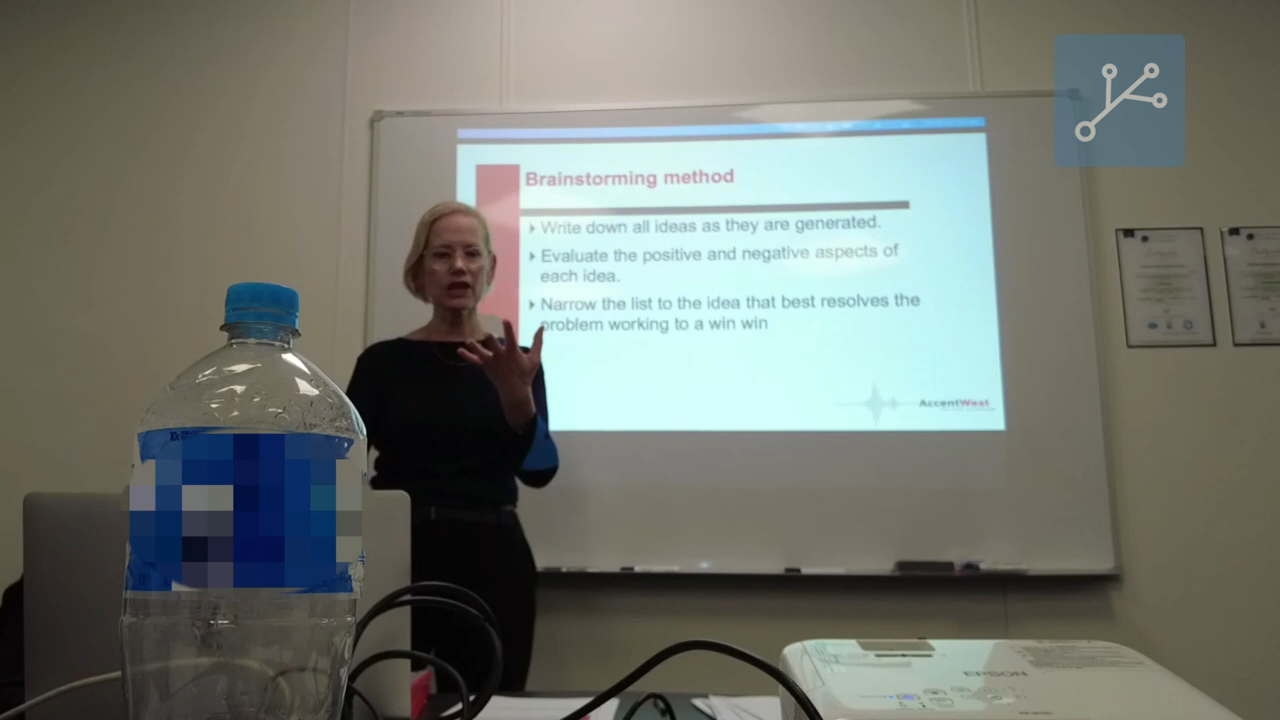 Brainstorming method
Write down all ideas as they are generated.
Evaluate the positive and negative aspects of
each idea.
Narrow the list to the idea that best resolves the
problem working to a win win
AccentWest
EPSON